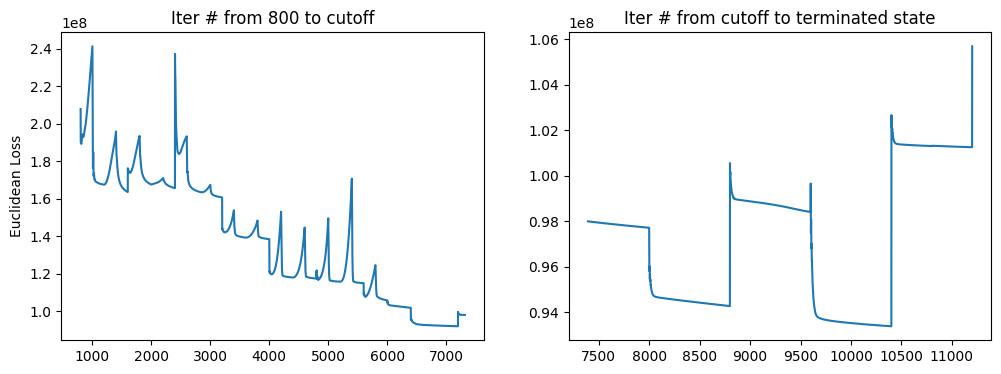 Iter # from 800 to cutoff
1e8
Euclidean Loss
2.4
2.2
2.0
1.8
1.6
1.4
1.2
1.0
1000 2000 3000 4000 5000 6000 7000
Iter # from cutoff to terminated state
1e8
1.06
1.04
1.02
1.00
0.98
0.96
0.94
7500 8000 8500 9000 9500 10000 10500 11000